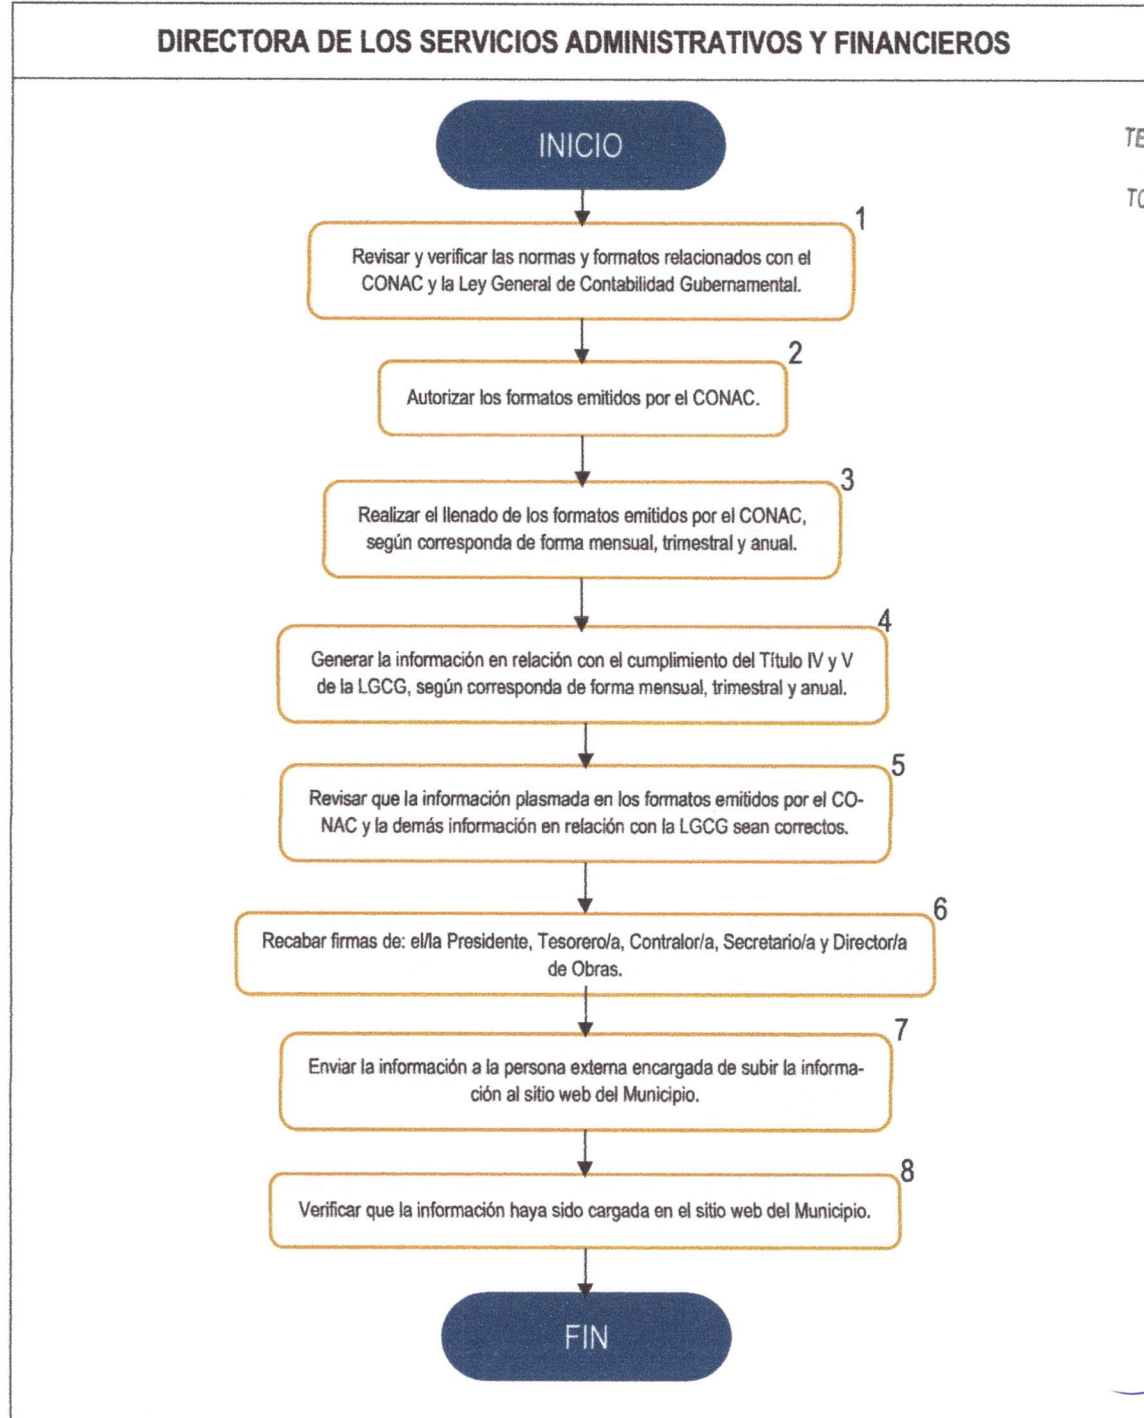 DIRECTORA DE LOS SERVICIOS ADMINISTRATIVOS Y FINANCIEROS
INICIO
1
Revisar y verificar las normas y formatos relacionados con el
CONAC y la Ley General de Contabilidad Gubernamental.
2
Autorizar los formatos emitidos por el CONAC.
3
Realizar el llenado de los formatos emitidos por el CONAC,
según corresponda de forma mensual, trimestral y anual.
4
Generar la información en relación con el cumplimiento del Título IV y V
de la LGCG, según corresponda de forma mensual, trimestral y anual.
5
Revisar que la información plasmada en los formatos emitidos por el CO-
NAC y la demás información en relación con la LGCG sean correctos.
6
Recabar firmas de: el/la Presidente, Tesorero/a, Contralor/a, Secretario/a y Director/a
de Obras.
7
Enviar la información a la persona externa encargada de subir la informa-
ción al sitio web del Municipio.
8
Verificar que la información haya sido cargada en el sitio web del Municipio.
FIN